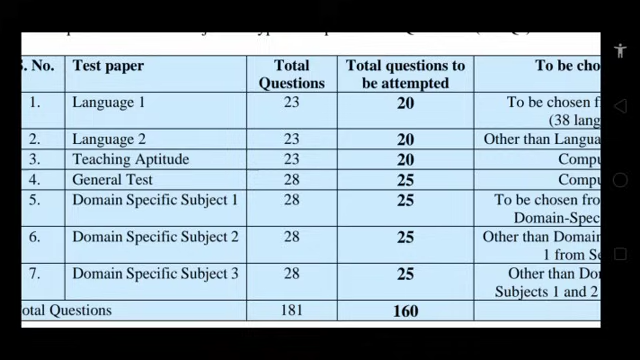 S. No. Test paper Total Questions Total questions to be attempted To be cho
1. Language 1 23 20 To be chosen f
(38 lang
2. Language 2 23 20 Other than Langua
3. Teaching Aptitude 23 20 Compu
4. General Test 28 25 Compu
5. Domain Specific Subject 1 28 25 To be chosen fro
Domain-Spec
6. Domain Specific Subject 2 28 25 Other than Domain
1 from Se
7. Domain Specific Subject 3 28 25 Other than Do
Subjects 1 and 2
otal Questions 181 160